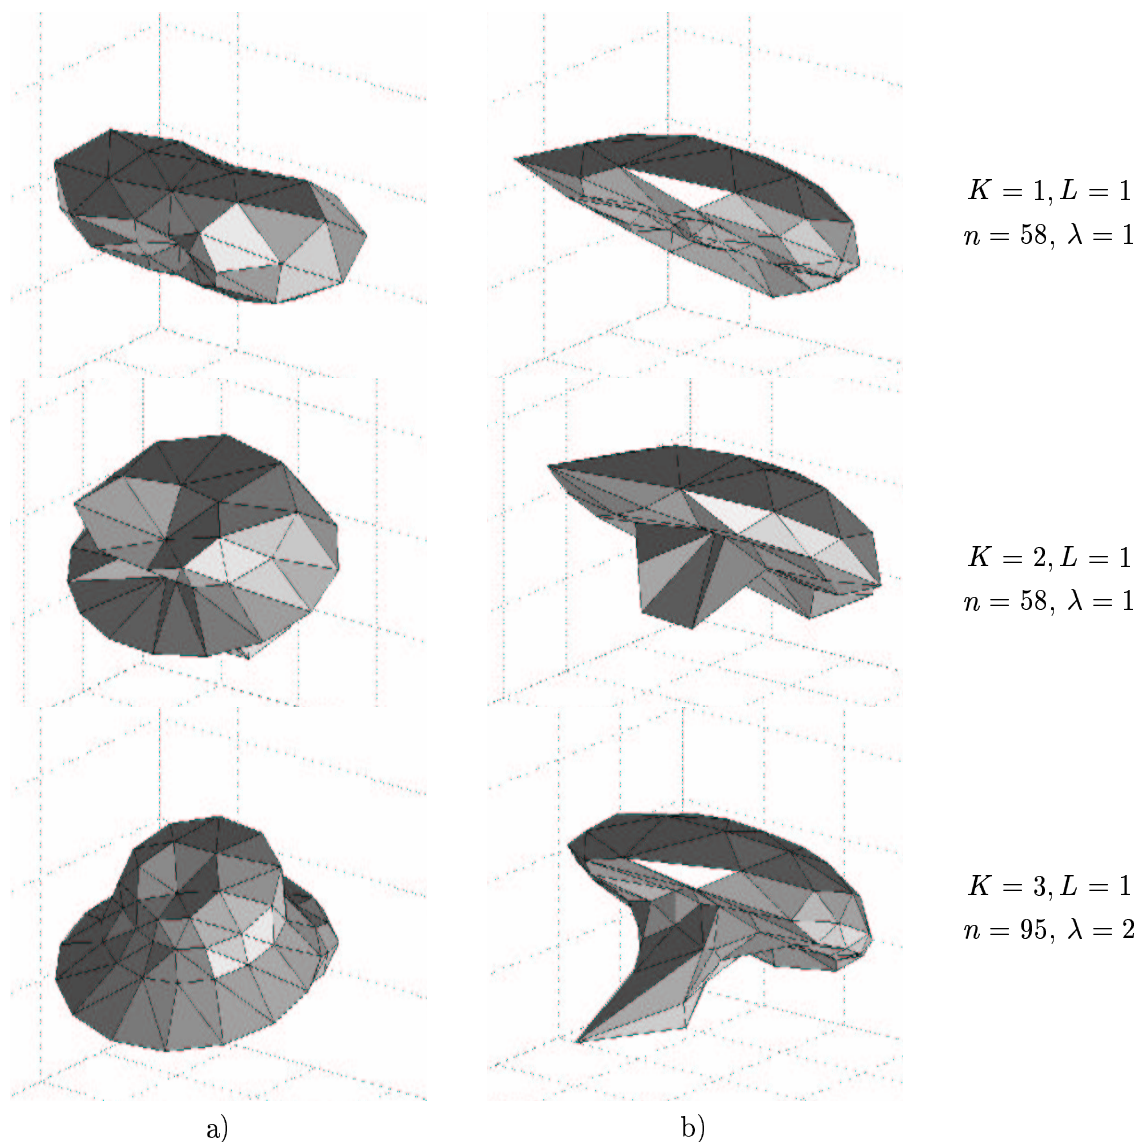 K = 1, L = 1
n = 58, λ = 1
K = 2, L = 1
n = 58, λ = 1
K = 3, L = 1
n = 95, λ = 2
a)
b)